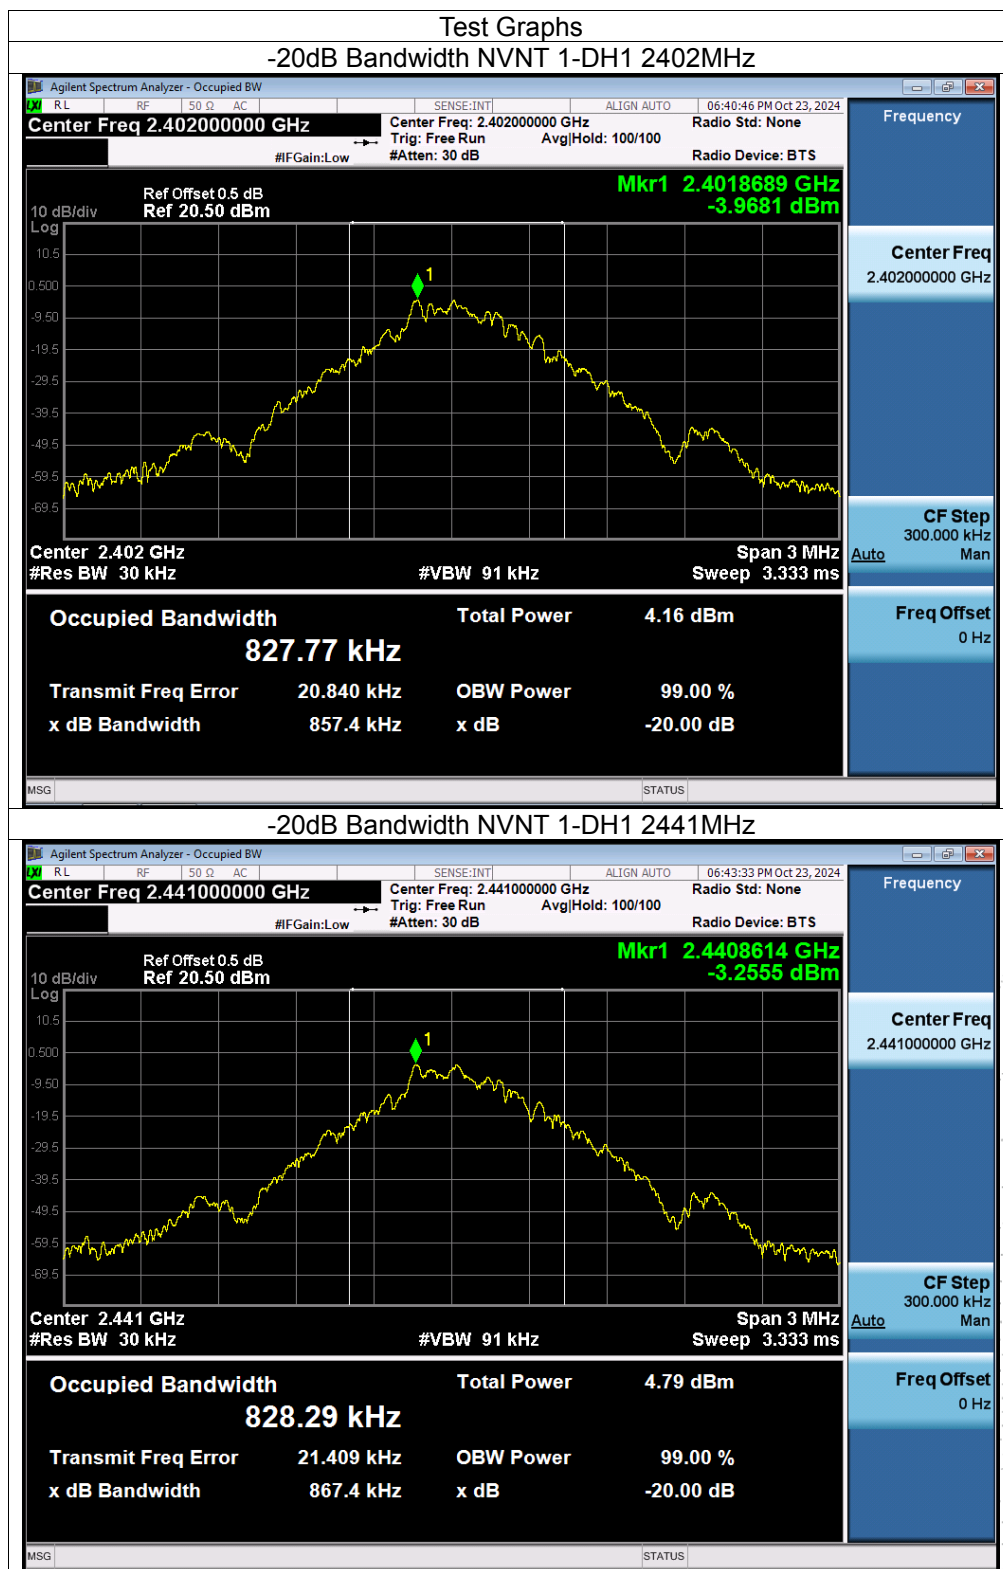 Test Graphs
-20dB Bandwidth NVNT 1-DH1 2402MHz
Agilent Spectrum Analyzer - Occupied BW
LXI RL RF 50 Ω AC SENSE:INT ALIGN AUTO 06:40:46 PM Oct 23, 2024
Center Freq 2.402000000 GHz
Center Freq: 2.402000000 GHz Radio Std: None
Trig: Free Run Avg|Hold: 100/100
#IFGain:Low #Atten: 30 dB Radio Device: BTS
Frequency
Mkr1 2.4018689 GHz
-3.9681 dBm
Ref Offset 0.5 dB
10 dB/div Ref 20.50 dBm
Log
10.5
1
0.500
-9.50
-19.5
-29.5
-39.5
-49.5
-59.5
-69.5
Center Freq
2.402000000 GHz
CF Step
300.000 kHz
Auto Man
Freq Offset
0 Hz
Center 2.402 GHz Span 3 MHz
#Res BW 30 kHz #VBW 91 kHz Sweep 3.333 ms
Occupied Bandwidth Total Power 4.16 dBm
827.77 kHz
Transmit Freq Error 20.840 kHz OBW Power 99.00 %
x dB Bandwidth 857.4 kHz x dB -20.00 dB
MSG STATUS
-20dB Bandwidth NVNT 1-DH1 2441MHz
Agilent Spectrum Analyzer - Occupied BW
LXI RL RF 50 Ω AC SENSE:INT ALIGN AUTO 06:43:33 PM Oct 23, 2024
Center Freq 2.441000000 GHz
Center Freq: 2.441000000 GHz Radio Std: None
Trig: Free Run Avg|Hold: 100/100
#IFGain:Low #Atten: 30 dB Radio Device: BTS
Frequency
Mkr1 2.4408614 GHz
-3.2555 dBm
Ref Offset 0.5 dB
10 dB/div Ref 20.50 dBm
Log
10.5
1
0.500
-9.50
-19.5
-29.5
-39.5
-49.5
-59.5
-69.5
Center Freq
2.441000000 GHz
CF Step
300.000 kHz
Auto Man
Freq Offset
0 Hz
Center 2.441 GHz Span 3 MHz
#Res BW 30 kHz #VBW 91 kHz Sweep 3.333 ms
Occupied Bandwidth Total Power 4.79 dBm
828.29 kHz
Transmit Freq Error 21.409 kHz OBW Power 99.00 %
x dB Bandwidth 867.4 kHz x dB -20.00 dB
MSG STATUS